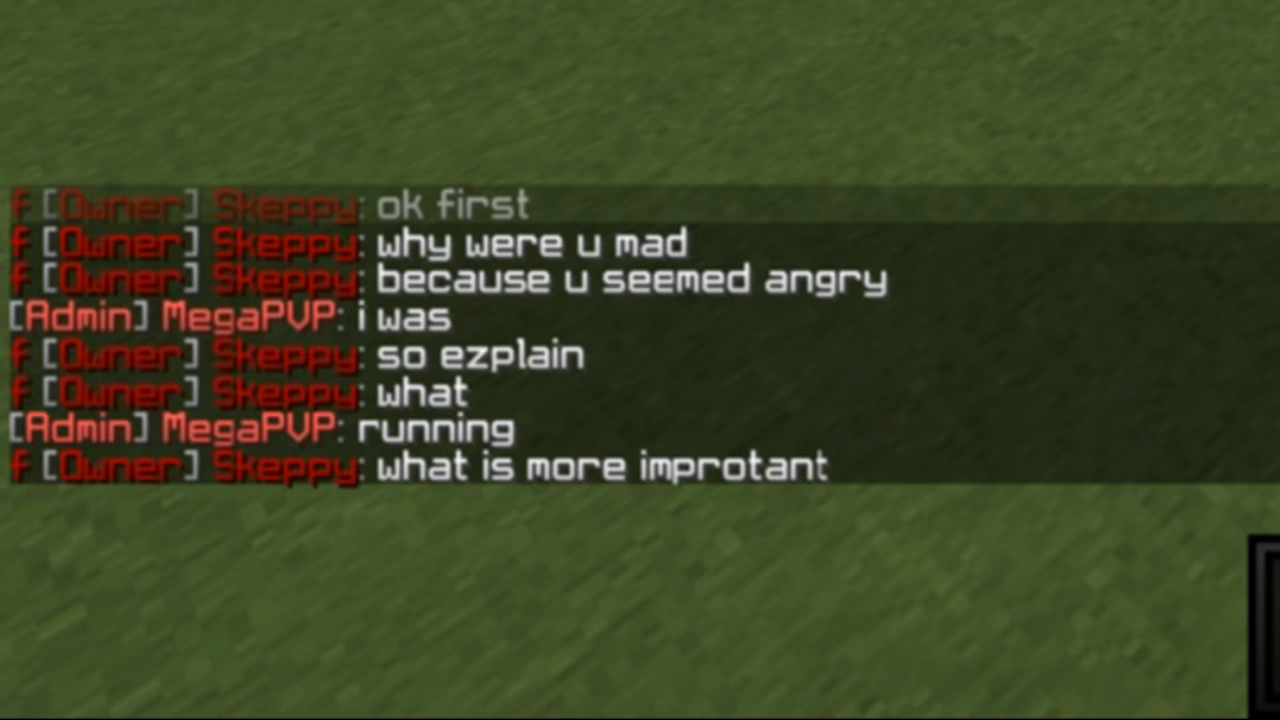 f [Owner] Skeppy: ok first
f [Owner] Skeppy: why were u mad
f [Owner] Skeppy: because u seemed angry
[Admin] MegaPVP: i was
f [Owner] Skeppy: so ezplain
f [Owner] Skeppy: what
[Admin] MegaPVP: running
f [Owner] Skeppy: what is more improtant